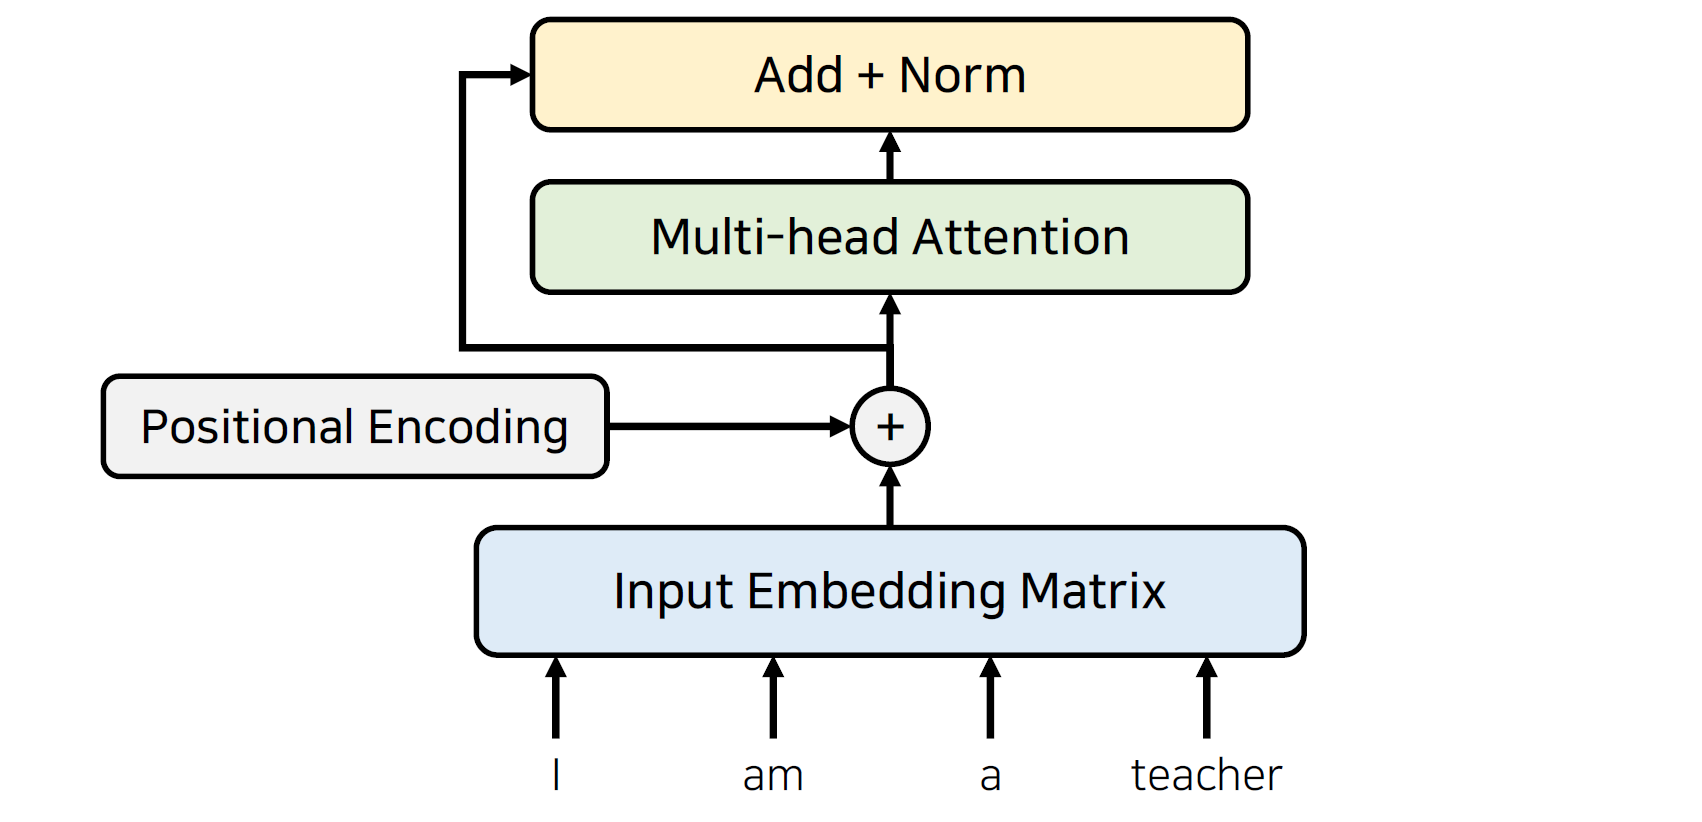 Add + Norm
Multi-head Attention
Positional Encoding
+
Input Embedding Matrix
I am a teacher